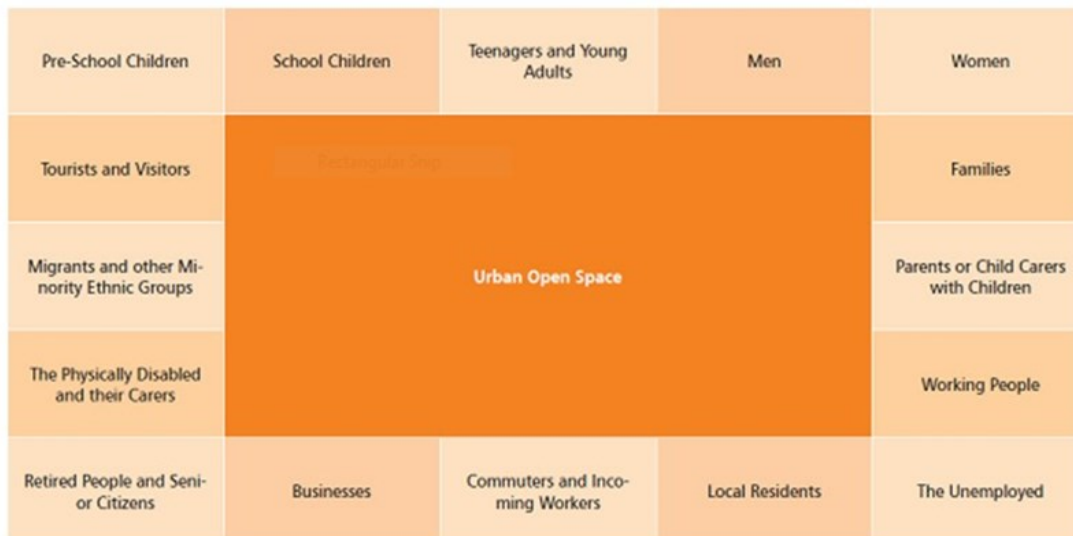 Pre-School Children
School Children
Teenagers and Young
Adults
Men
Women
Tourists and Visitors
Rectangular Snip
Families
Migrants and other Mi-
nority Ethnic Groups
Urban Open Space
Parents or Child Carers
with Children
The Physically Disabled
and their Carers
Working People
Retired People and Seni-
or Citizens
Businesses
Commuters and Inco-
ming Workers
Local Residents
The Unemployed